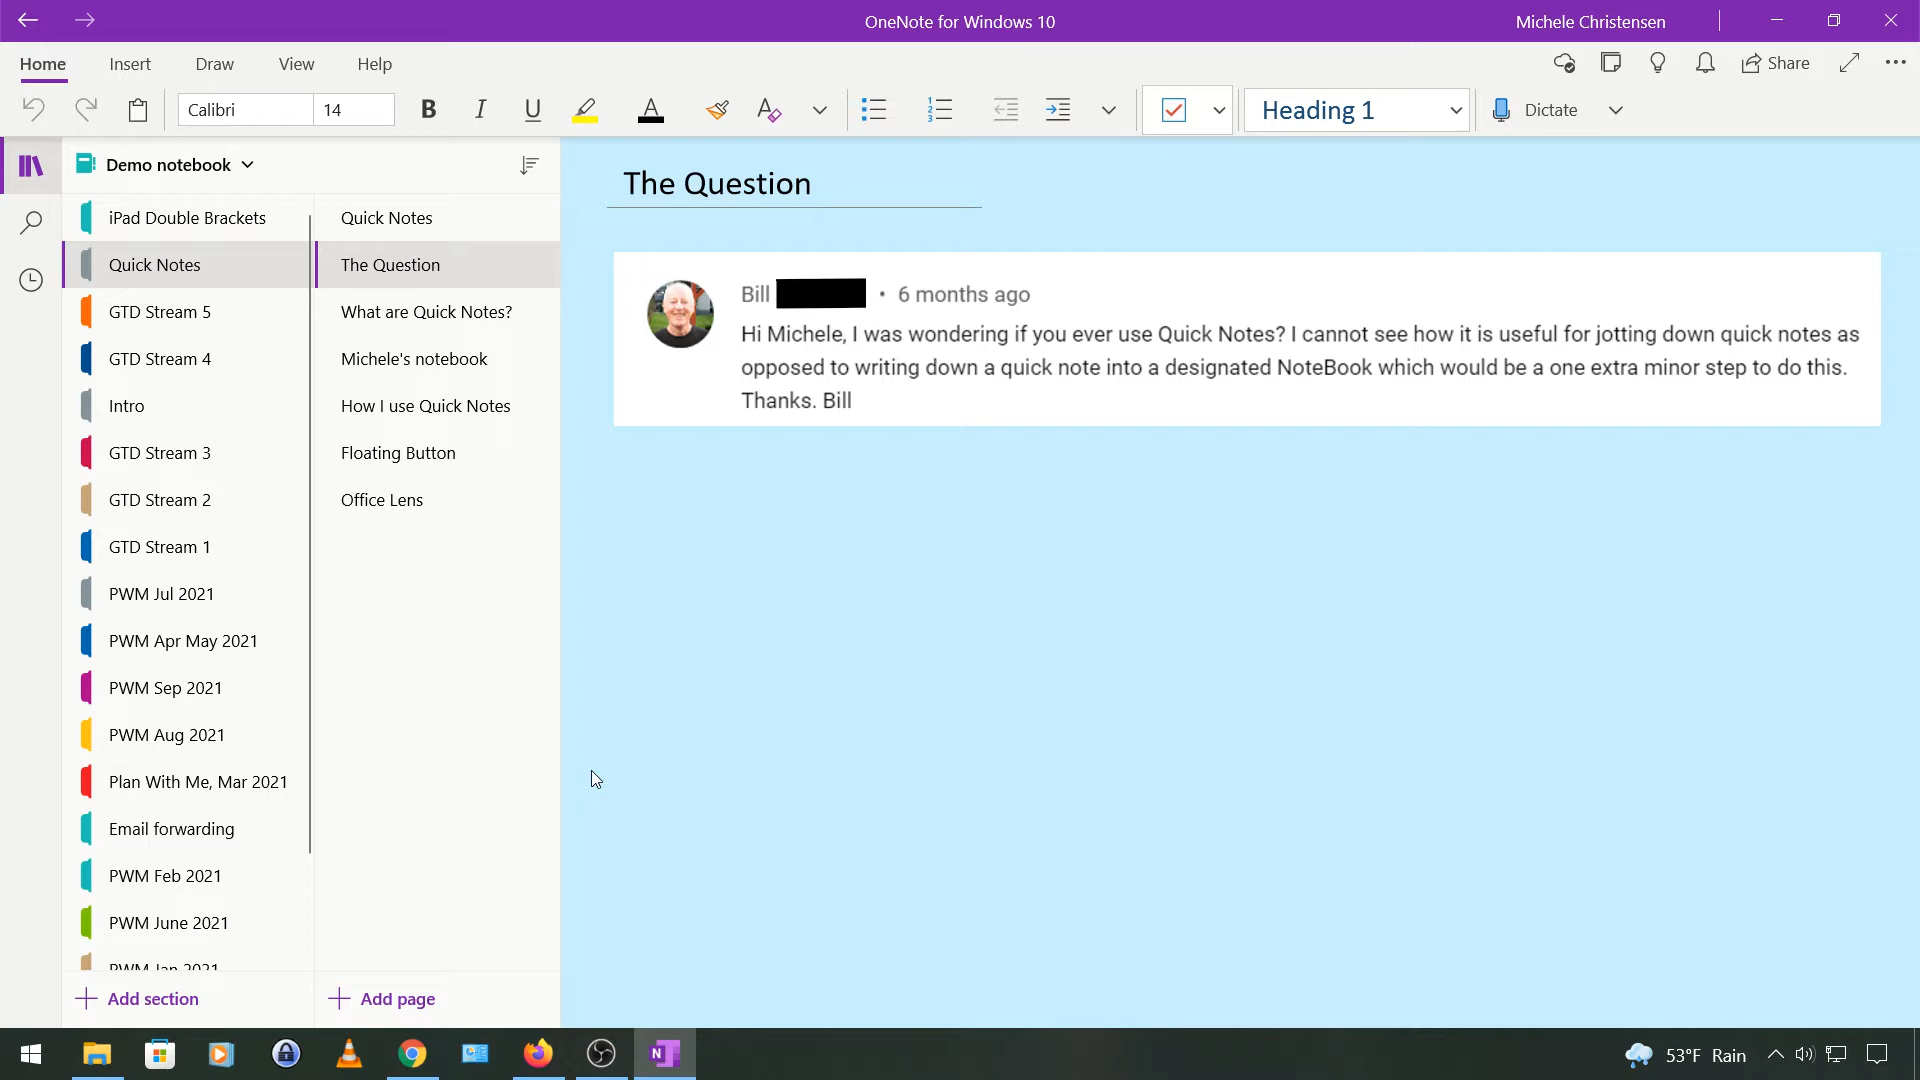 OneNote for Windows 10
Michele Christensen
Home
Insert
Draw
View
Help
Share
Calibri
14
B
I
U
A
A
Heading 1
Dictate
Demo notebook
iPad Double Brackets
Quick Notes
GTD Stream 5
GTD Stream 4
Intro
GTD Stream 3
GTD Stream 2
GTD Stream 1
PWM Jul 2021
PWM Apr May 2021
PWM Sep 2021
PWM Aug 2021
Plan With Me, Mar 2021
Email forwarding
PWM Feb 2021
PWM June 2021
PWM Jan 2021
Add section
Quick Notes
The Question
What are Quick Notes?
Michele's notebook
How I use Quick Notes
Floating Button
Office Lens
Add page
The Question
Bill • 6 months ago
Hi Michele, I was wondering if you ever use Quick Notes? I cannot see how it is useful for jotting down quick notes as
opposed to writing down a quick note into a designated NoteBook which would be a one extra minor step to do this.
Thanks. Bill
N
53°F Rain